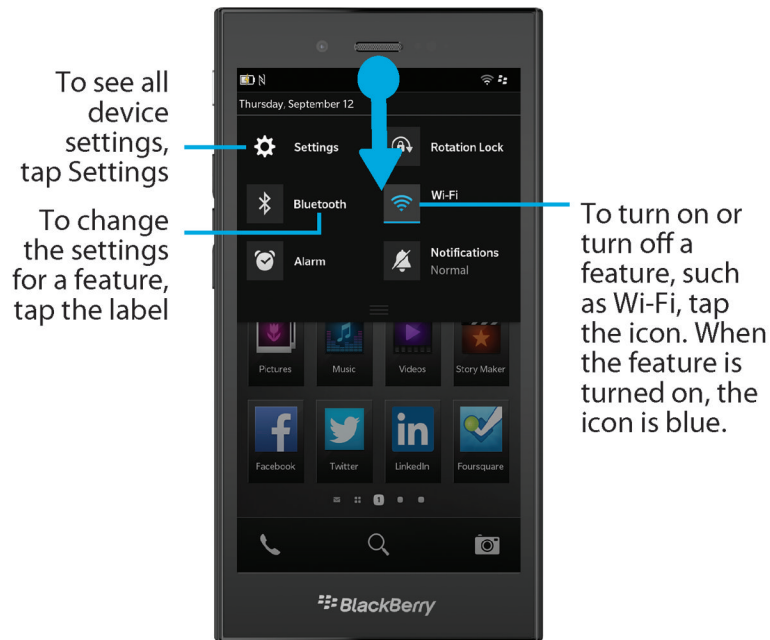 To see all
device
settings,
tap Settings
To change
the settings
for a feature,
tap the label
Thursday, September 12
Settings
Rotation Lock
Bluetooth
Wi-Fi
Alarm
Notifications
Normal
Pictures
Music
Videos
Story Maker
Facebook
Twitter
LinkedIn
Foursquare
1
BlackBerry
To turn on or
turn off a
feature, such
as Wi-Fi, tap
the icon. When
the feature is
turned on, the
icon is blue.